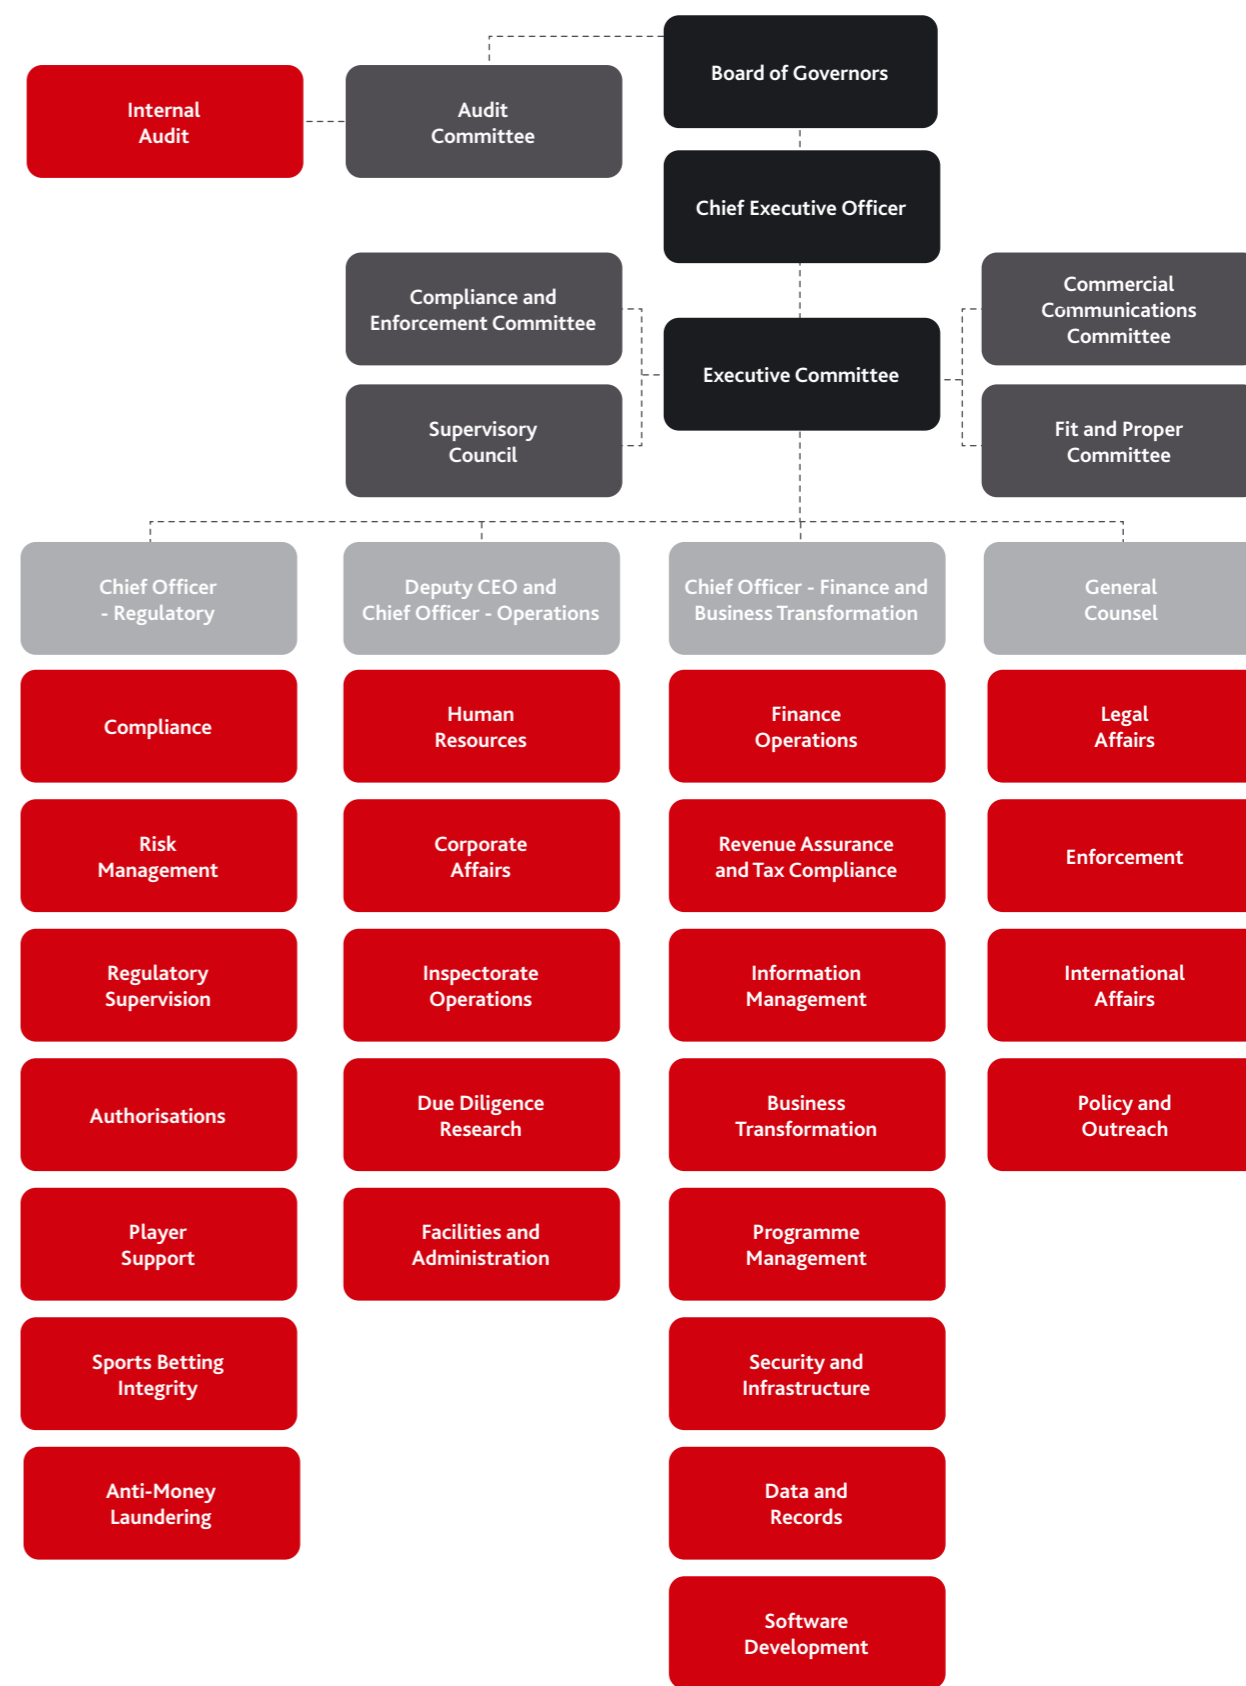 Board of Governors
Internal
Audit
Audit
Committee
Chief Executive Officer
Compliance and
Enforcement Committee
Commercial
Communications
Committee
Executive Committee
Supervisory
Council
Fit and Proper
Committee
Chief Officer
- Regulatory
Deputy CEO and
Chief Officer - Operations
Chief Officer - Finance and
Business Transformation
General
Counsel
Compliance
Human
Resources
Finance
Operations
Legal
Affairs
Risk
Management
Corporate
Affairs
Revenue Assurance
and Tax Compliance
Enforcement
Regulatory
Supervision
Inspectorate
Operations
Information
Management
International
Affairs
Authorisations
Due Diligence
Research
Business
Transformation
Policy and
Outreach
Player
Support
Facilities and
Administration
Programme
Management
Sports Betting
Integrity
Security and
Infrastructure
Anti-Money
Laundering
Data and
Records
Software
Development